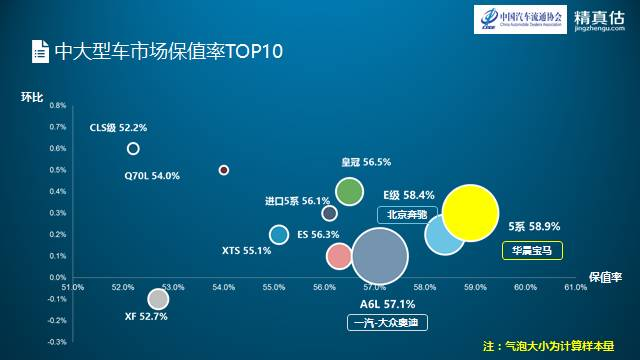 中国汽车流通协会
China Automobile Dealers Association
精真估
jingzhengu.com
中大型车市场保值率TOP10
环比
0.8%
0.7%
0.6%
0.5%
0.4%
0.3%
0.2%
0.1%
0.0%
-0.1%
-0.2%
-0.3%
CLS级 52.2%
Q70L 54.0%
皇冠 56.5%
进口5系 56.1%
E级 58.4%
北京奔驰
ES 56.3%
5系 58.9%
华晨宝马
XTS 55.1%
保值率
51.0%
52.0%
53.0%
54.0%
55.0%
56.0%
57.0%
58.0%
59.0%
60.0%
61.0%
XF 52.7%
A6L 57.1%
一汽-大众奥迪
注：气泡大小为计算样本量